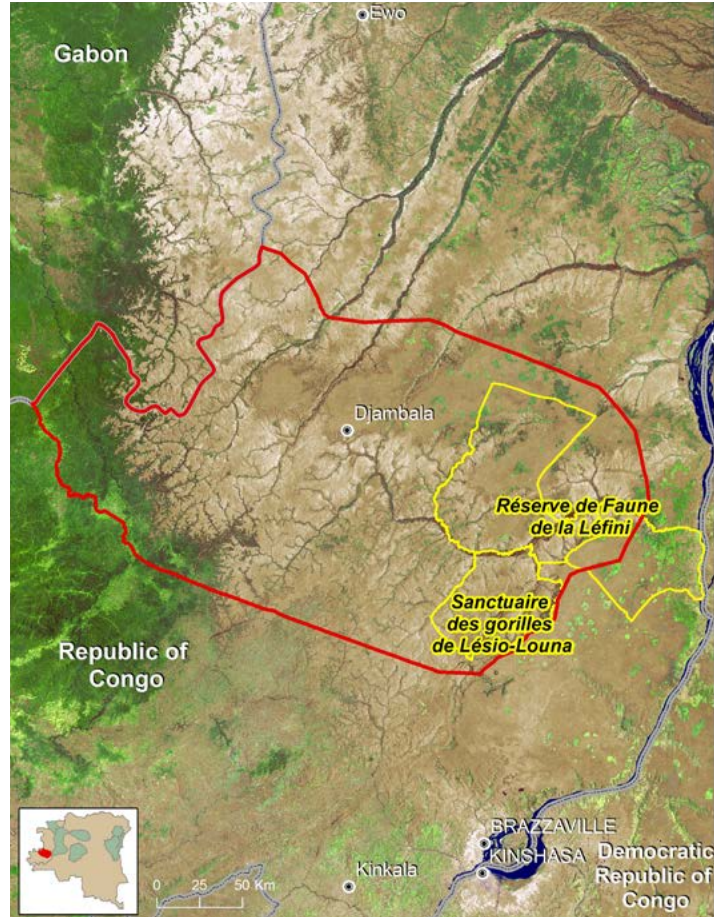 Ewo
Gabon
Djambala
Réserve de Faune
de la Léfini
Sanctuaire
des gorilles
de Lésio-Louna
Republic of
Congo
BRAZZAVILLE
KINSHASA
Democratic
Republic of
Congo
Kinkala
0 25 50 Km